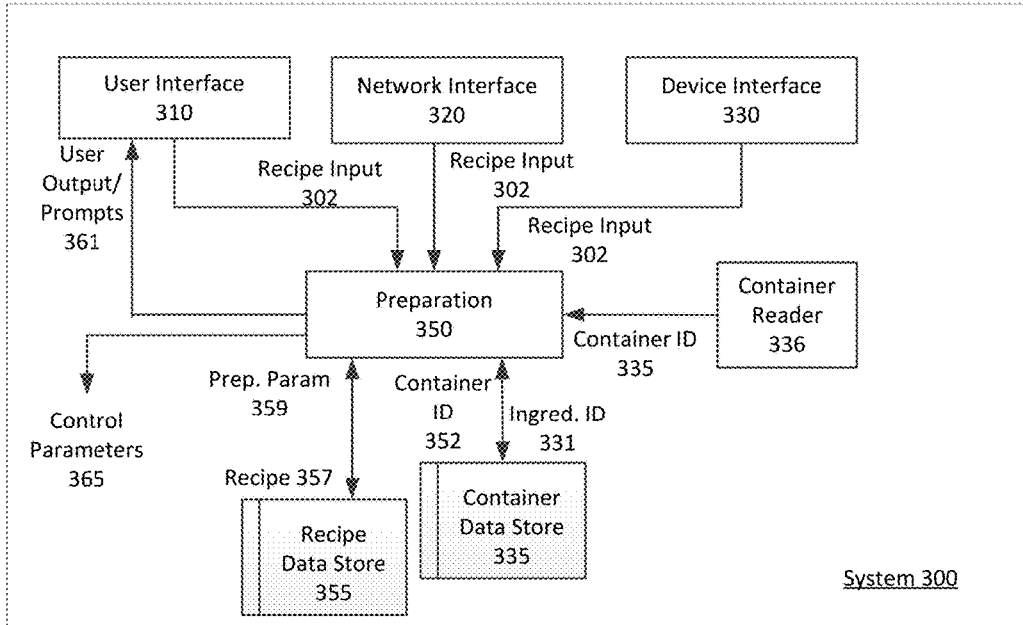 User Interface
310
Network Interface
320
Device Interface
330
User
Output/
Prompts
361
Recipe Input
302
Recipe Input
302
Recipe Input
302
Preparation
350
Container
Reader
336
Container ID
335
Prep. Param
359
Container
ID
352
Ingred. ID
331
Control
Parameters
365
Recipe 357
Recipe
Data Store
355
Container
Data Store
335
System 300